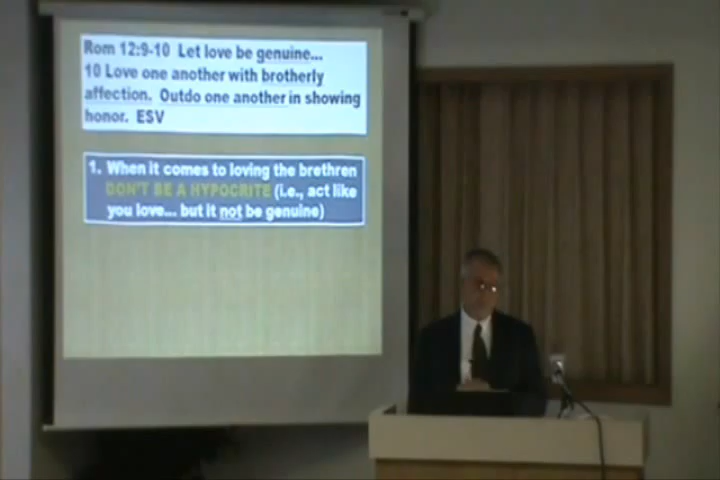 Rom 12:9-10 Let love be genuine...
10 Love one another with brotherly
affection. Outdo one another in showing
honor. ESV
1. When it comes to loving the brethren
DON'T BE A HYPOCRITE (i.e., act like
you love... but it not be genuine)